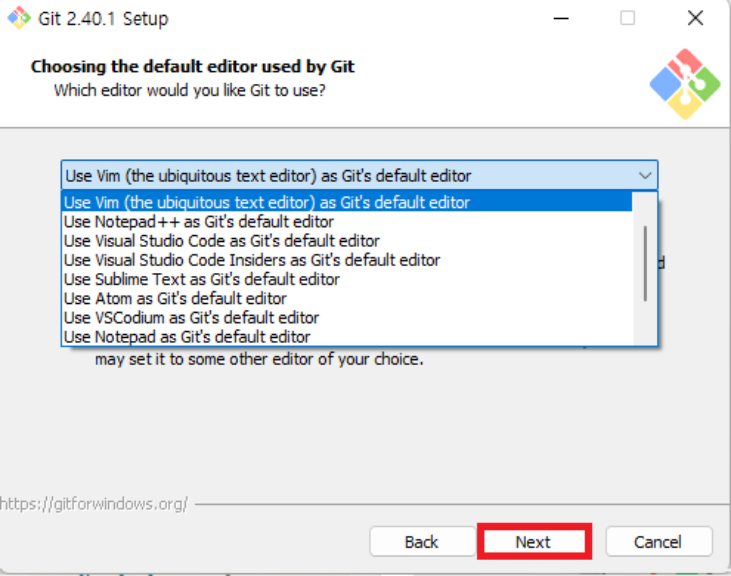 Git 2.40.1 Setup
Choosing the default editor used by Git
Which editor would you like Git to use?
Use Vim (the ubiquitous text editor) as Git's default editor
Use Vim (the ubiquitous text editor) as Git's default editor
Use Notepad++ as Git's default editor
Use Visual Studio Code as Git's default editor
Use Visual Studio Code Insiders as Git's default editor
Use Sublime Text as Git's default editor
Use Atom as Git's default editor
Use VSCodium as Git's default editor
Use Notepad as Git's default editor
may set it to some other editor of your choice.
https://gitforwindows.org/
Back Next Cancel